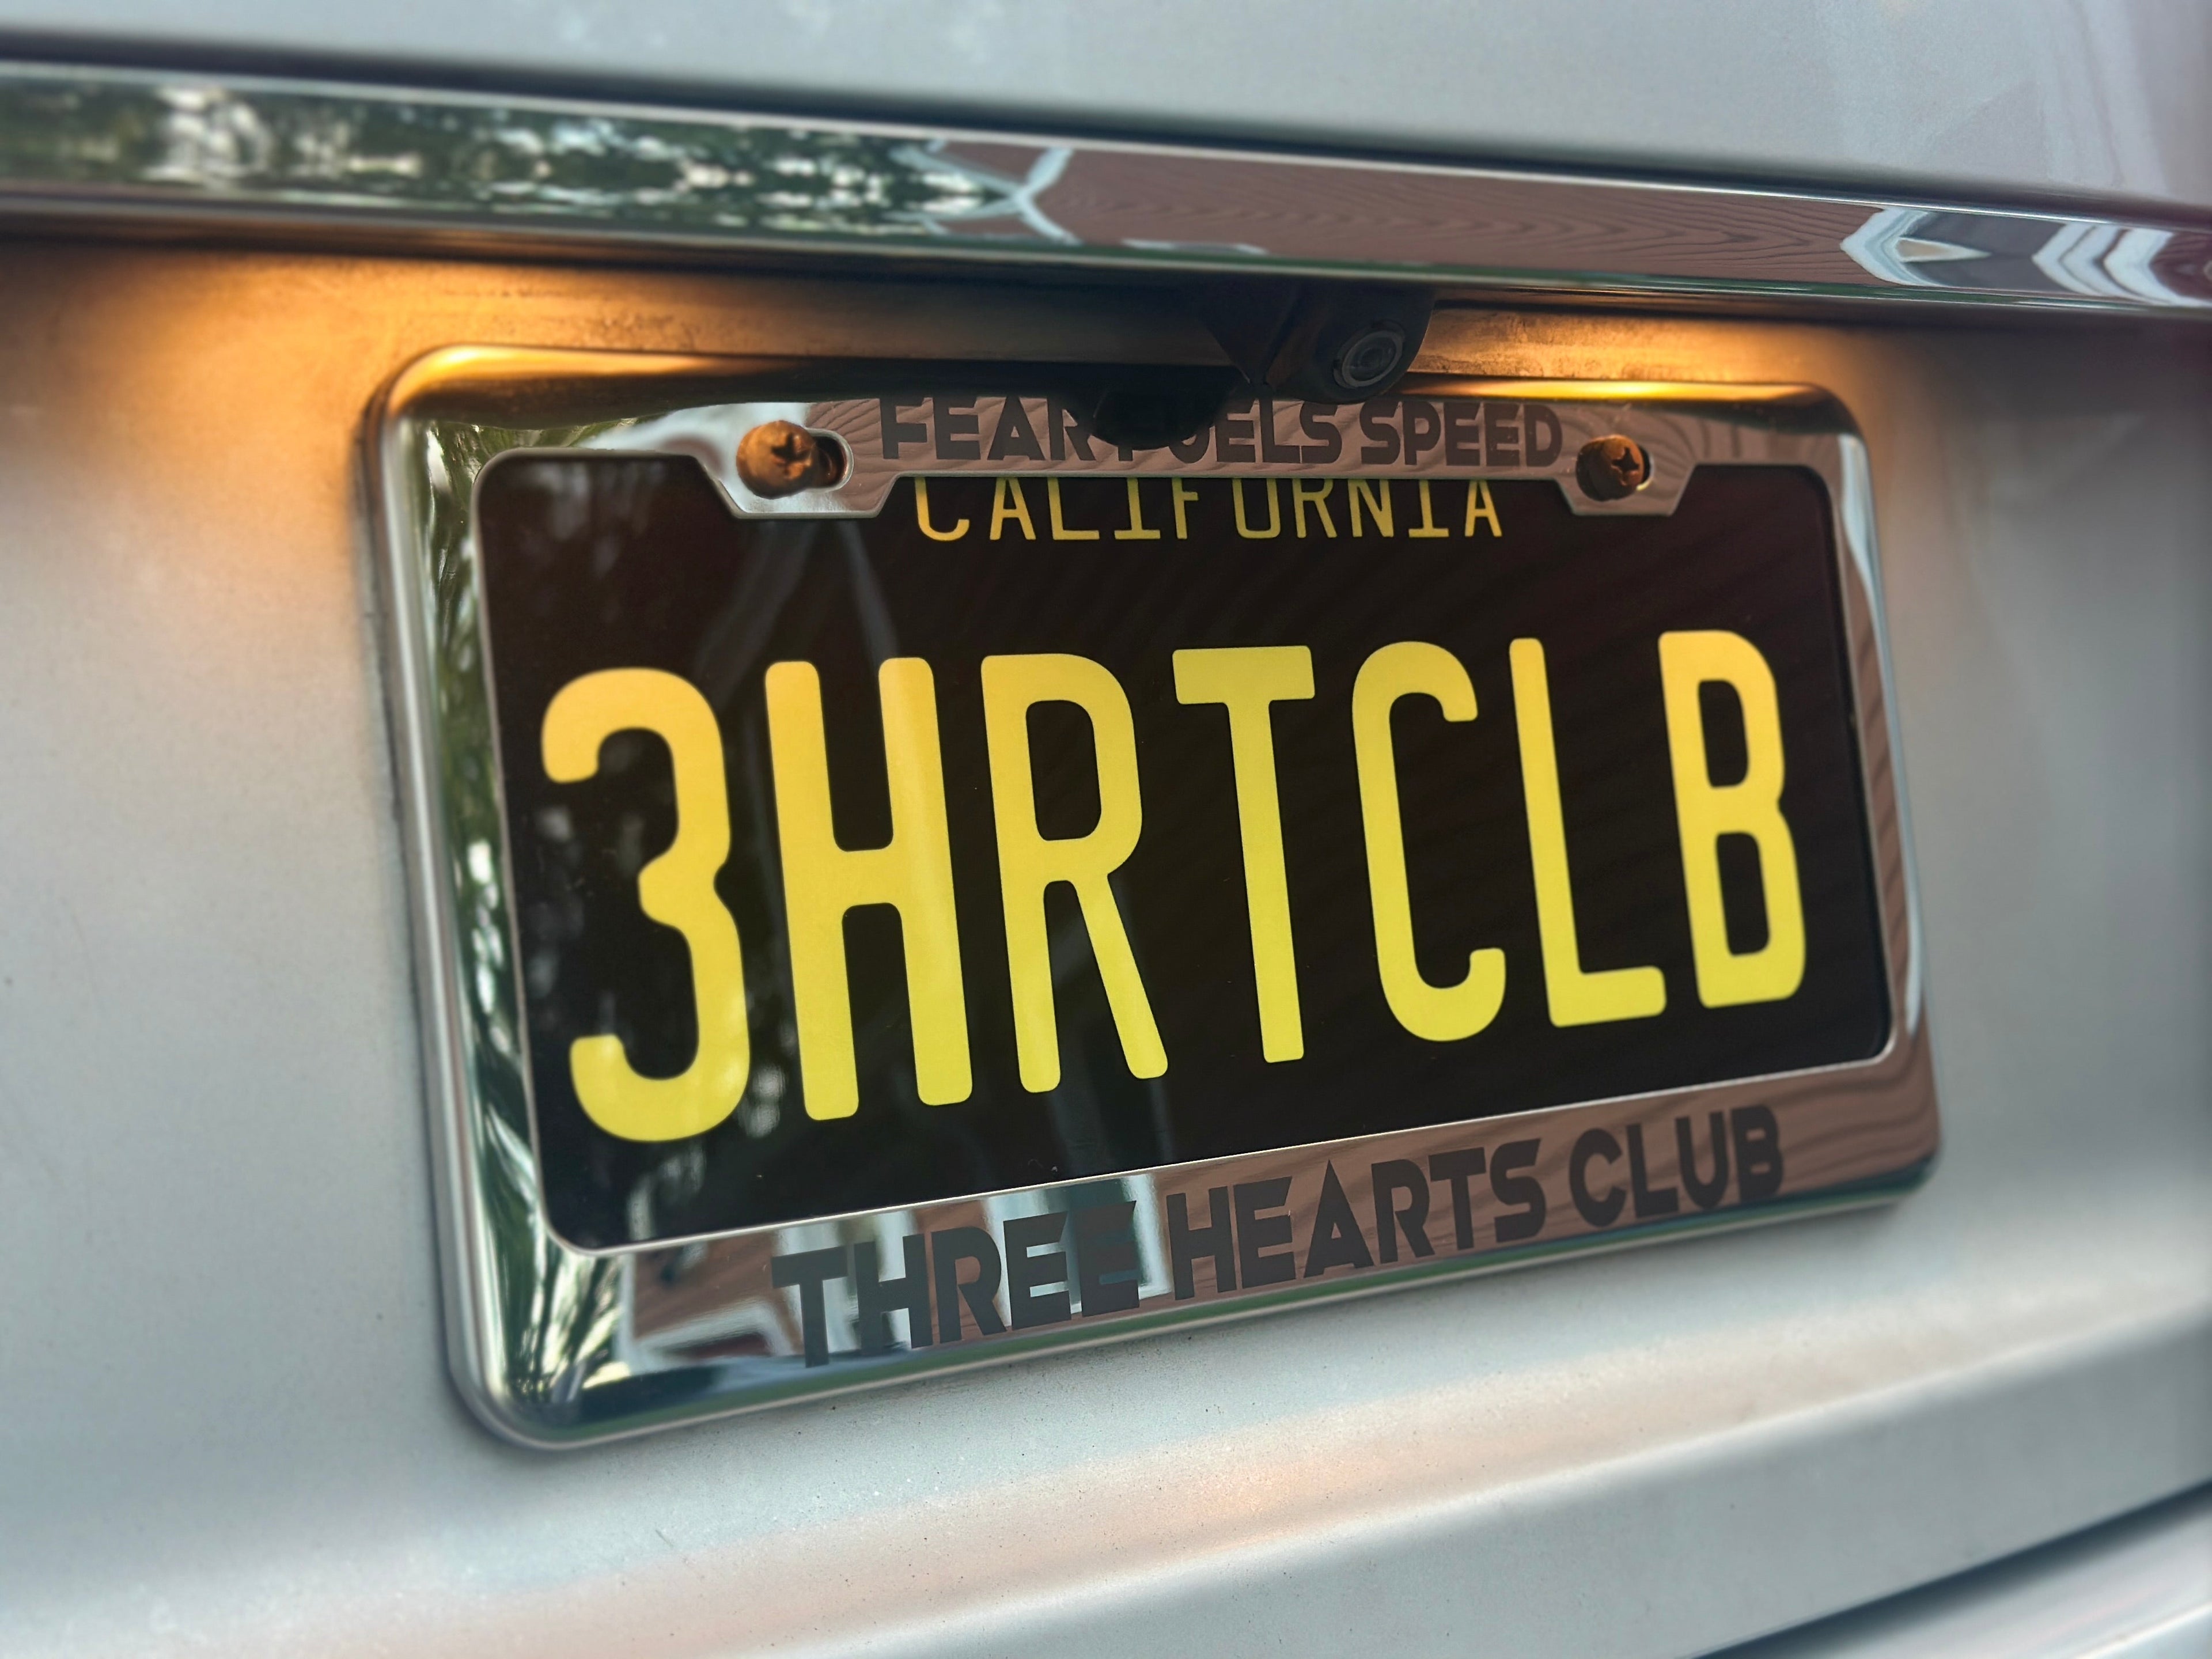 FEAR FUELS SPEED
CALIFORNIA
3HRTCLB
THREE HEARTS CLUB